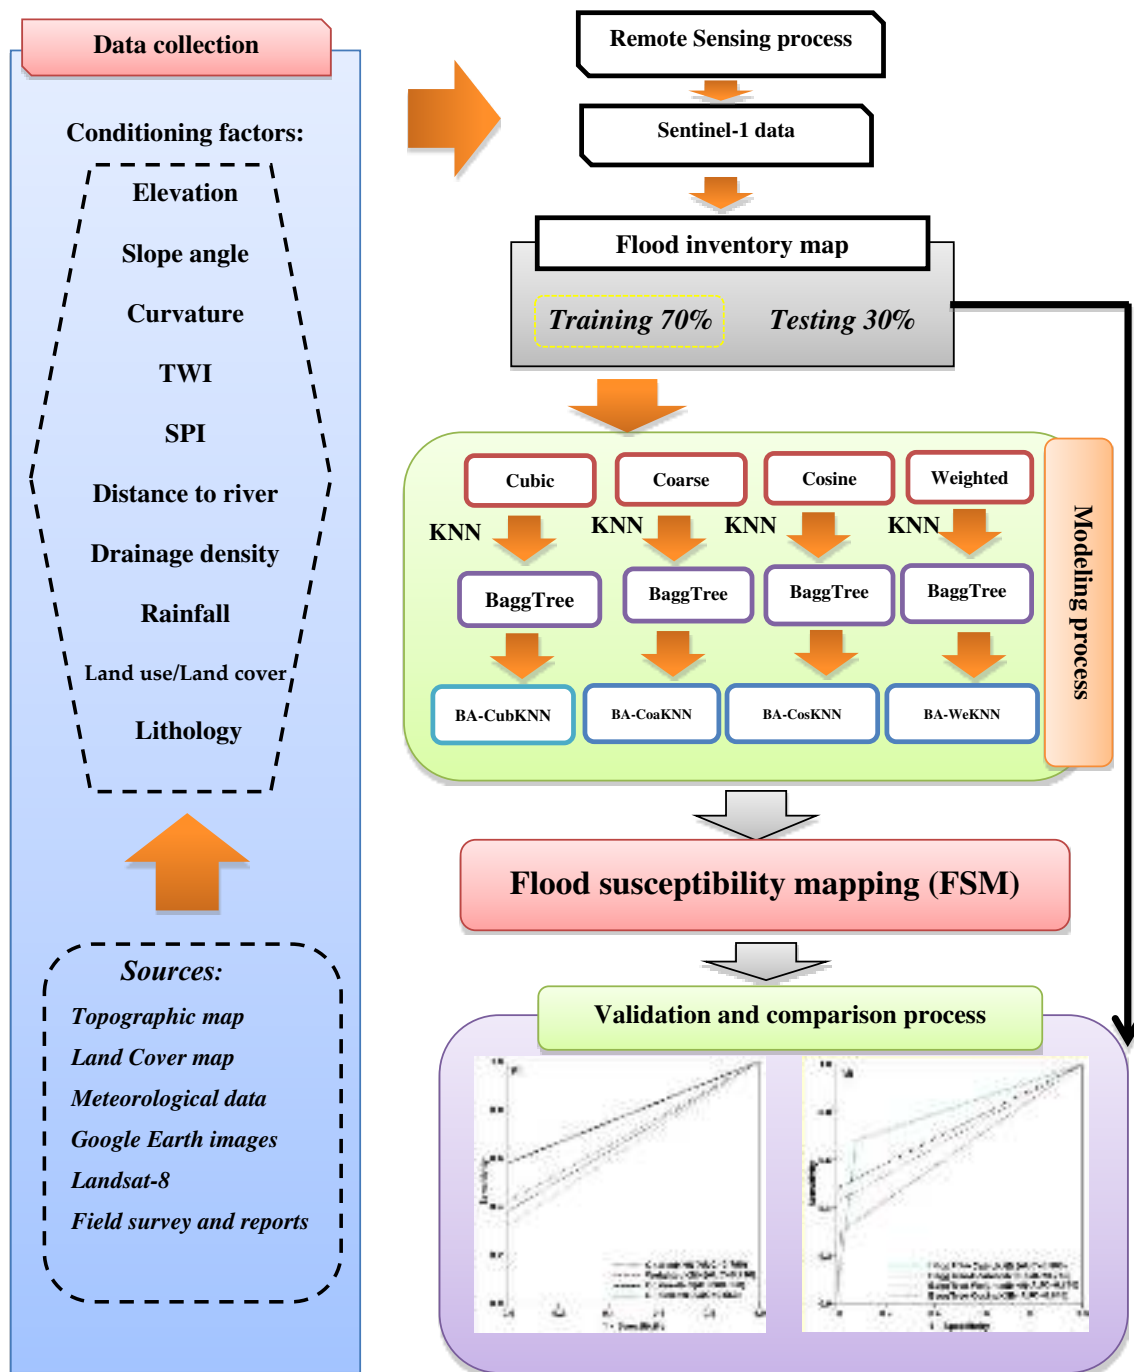 Data collection
Conditioning factors:
Elevation
Slope angle
Curvature
TWI
SPI
Distance to river
Drainage density
Rainfall
Land use/Land cover
Lithology
Sources:
Topographic map
Land Cover map
Meteorological data
Google Earth images
Landsat-8
Field survey and reports
Remote Sensing process
Sentinel-1 data
Flood inventory map
Training 70% Testing 30%
Cubic Coarse Cosine Weighted
KNN KNN KNN KNN
BaggTree BaggTree BaggTree BaggTree
BA-CubKNN BA-CoaKNN BA-CosKNN BA-WeKNN
Modeling process
Flood susceptibility mapping (FSM)
Validation and comparison process